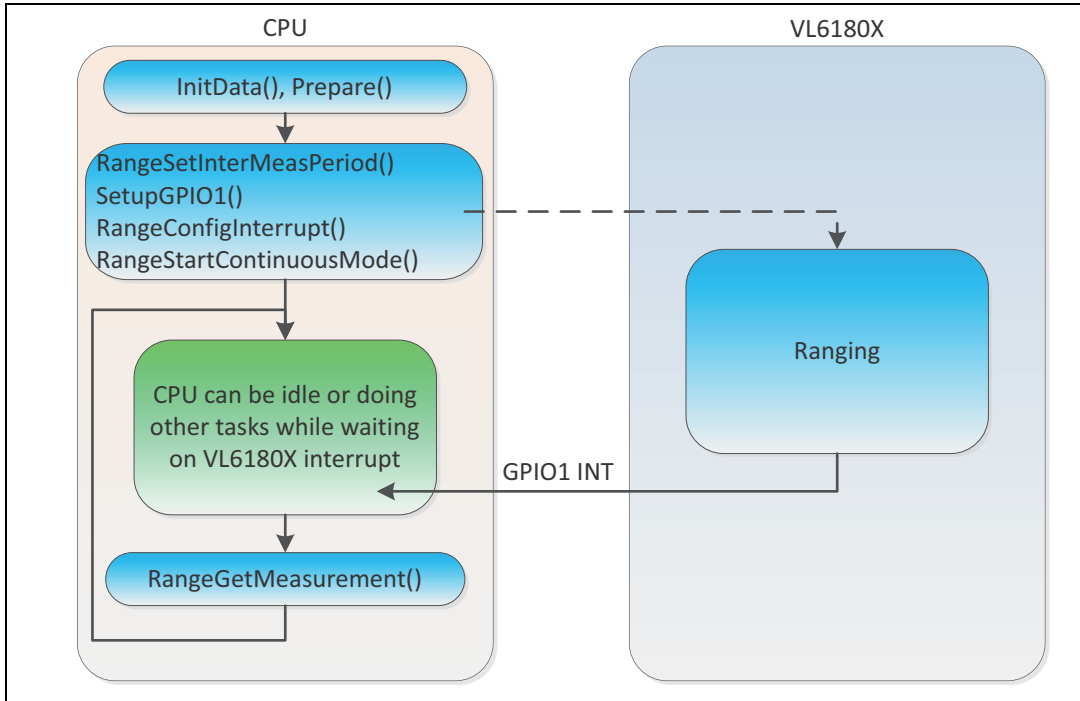 CPU
VL6180X
InitData(), Prepare()
RangeSetInterMeasPeriod()
SetupGPIO1()
RangeConfigInterrupt()
RangeStartContinuousMode()
Ranging
CPU can be idle or doing
other tasks while waiting
on VL6180X interrupt
GPIO1 INT
RangeGetMeasurement()